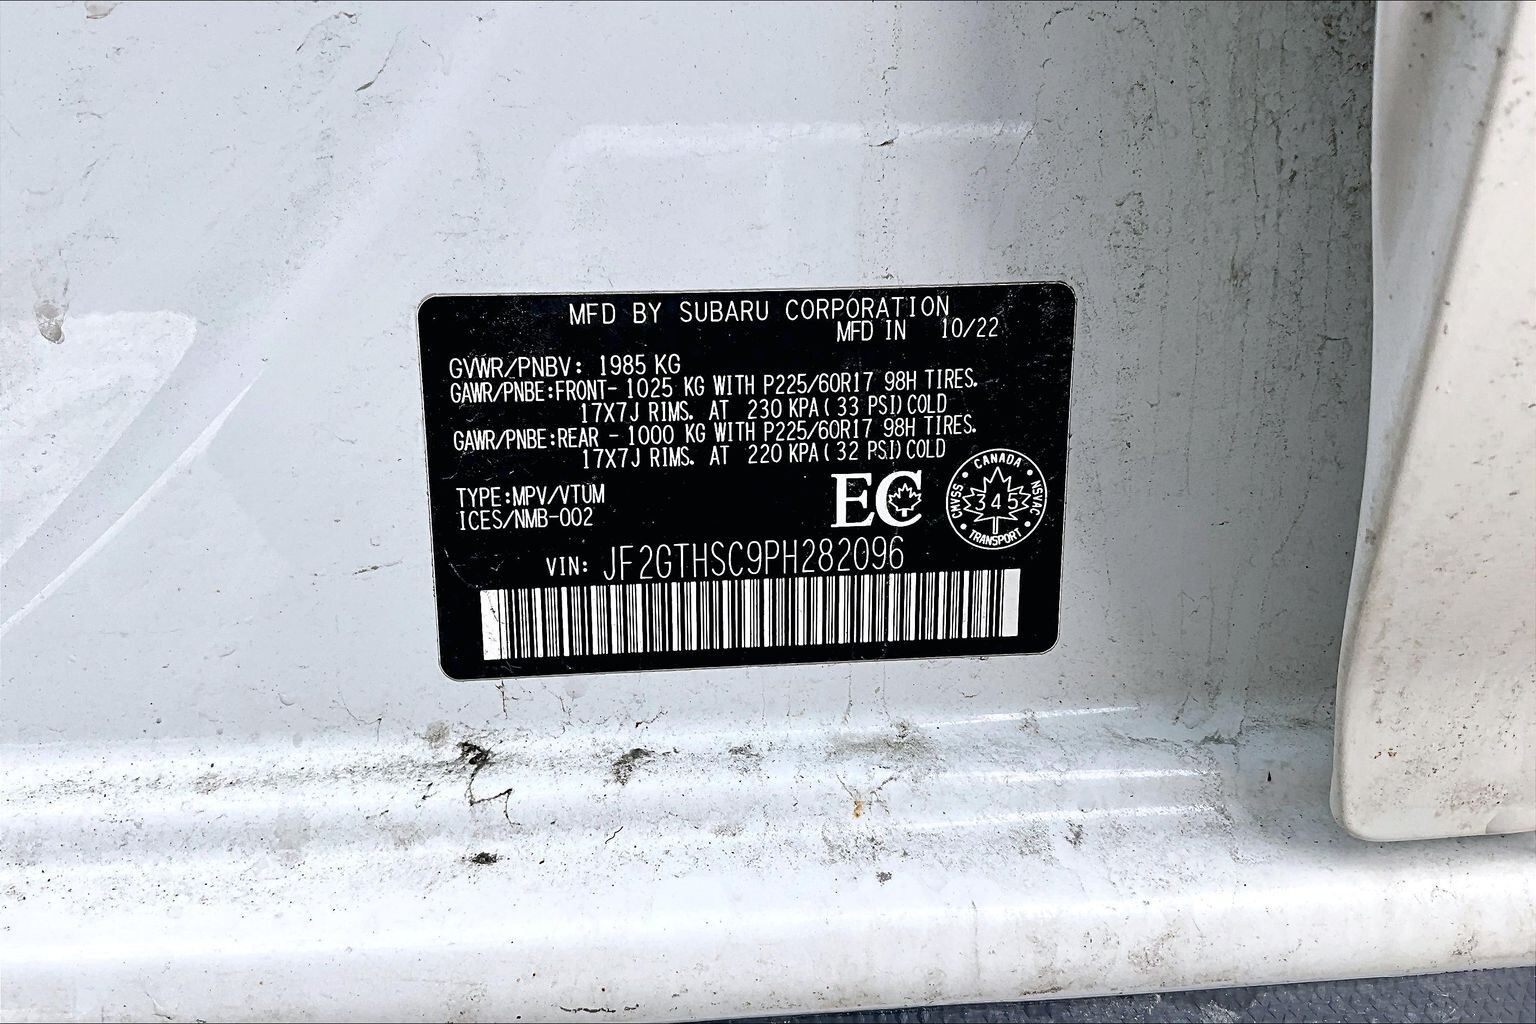 MFD BY SUBARU CORPORATION
MFD IN 10/22
GVWR/PNBV: 1985 KG
GAWR/PNBE:FRONT- 1025 KG WITH P225/60R17 98H TIRES.
17X7J RIMS. AT 230 KPA( 33 PSI)COLD
GAWR/PNBE:REAR - 1000 KG WITH P225/60R17 98H TIRES.
17X7J RIMS. AT 220 KPA( 32 PSI)COLD
TYPE:MPV/VTUM
ICES/NMB-002
EC
CANADA
CMVSS
NSVAC
345
TRANSPORT
VIN: JF2GTHSC9PH282096